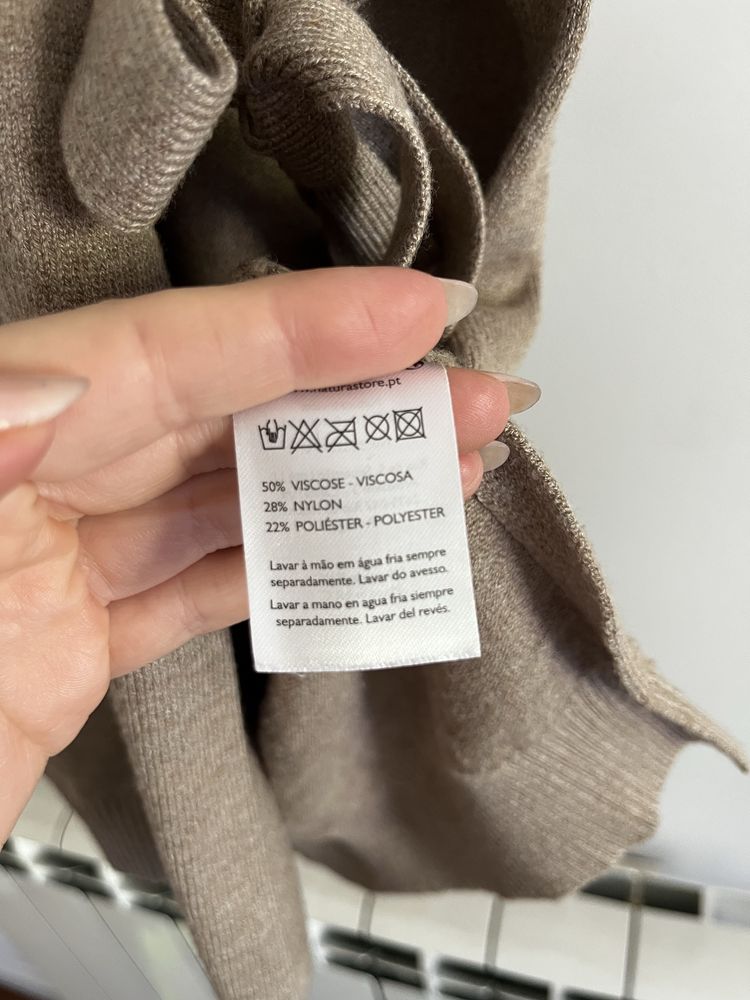 naturastore.pt
50% VISCOSE - VISCOSA
28% NYLON
22% POLIÉSTER - POLYESTER
Lavar à mão em água fria sempre
separadamente. Lavar do avesso.
Lavar a mano en agua fria siempre
separadamente. Lavar del revés.